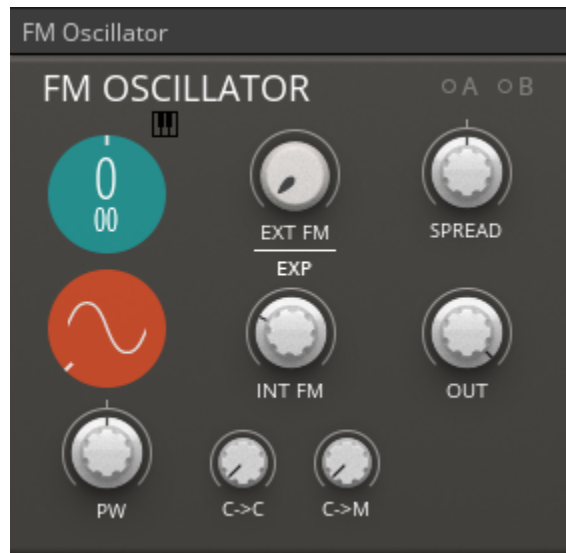 FM Oscillator
FM OSCILLATOR
A B
0
00
EXT FM
EXP
SPREAD
INT FM
OUT
PW
C->C
C->M